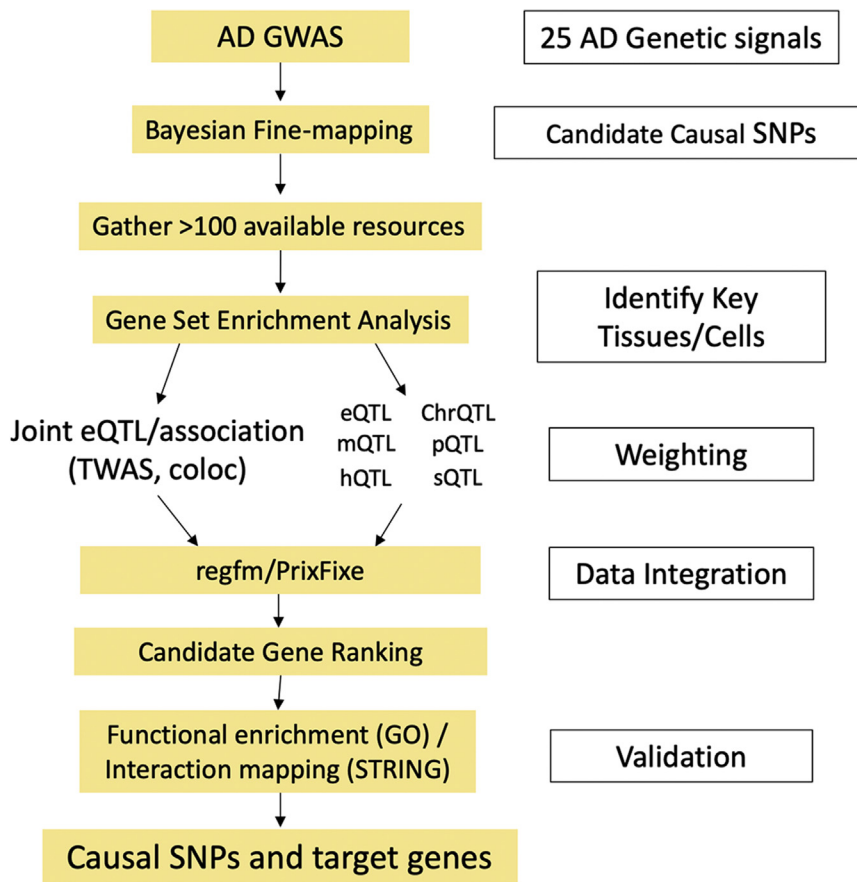 AD GWAS
25 AD Genetic signals
Bayesian Fine-mapping
Candidate Causal SNPs
Gather >100 available resources
Gene Set Enrichment Analysis
Identify Key
Tissues/Cells
Joint eQTL/association
(TWAS, coloc)
eQTL ChrQTL
mQTL pQTL
hQTL sQTL
Weighting
regfm/PrixFixe
Data Integration
Candidate Gene Ranking
Functional enrichment (GO) /
Interaction mapping (STRING)
Validation
Causal SNPs and target genes